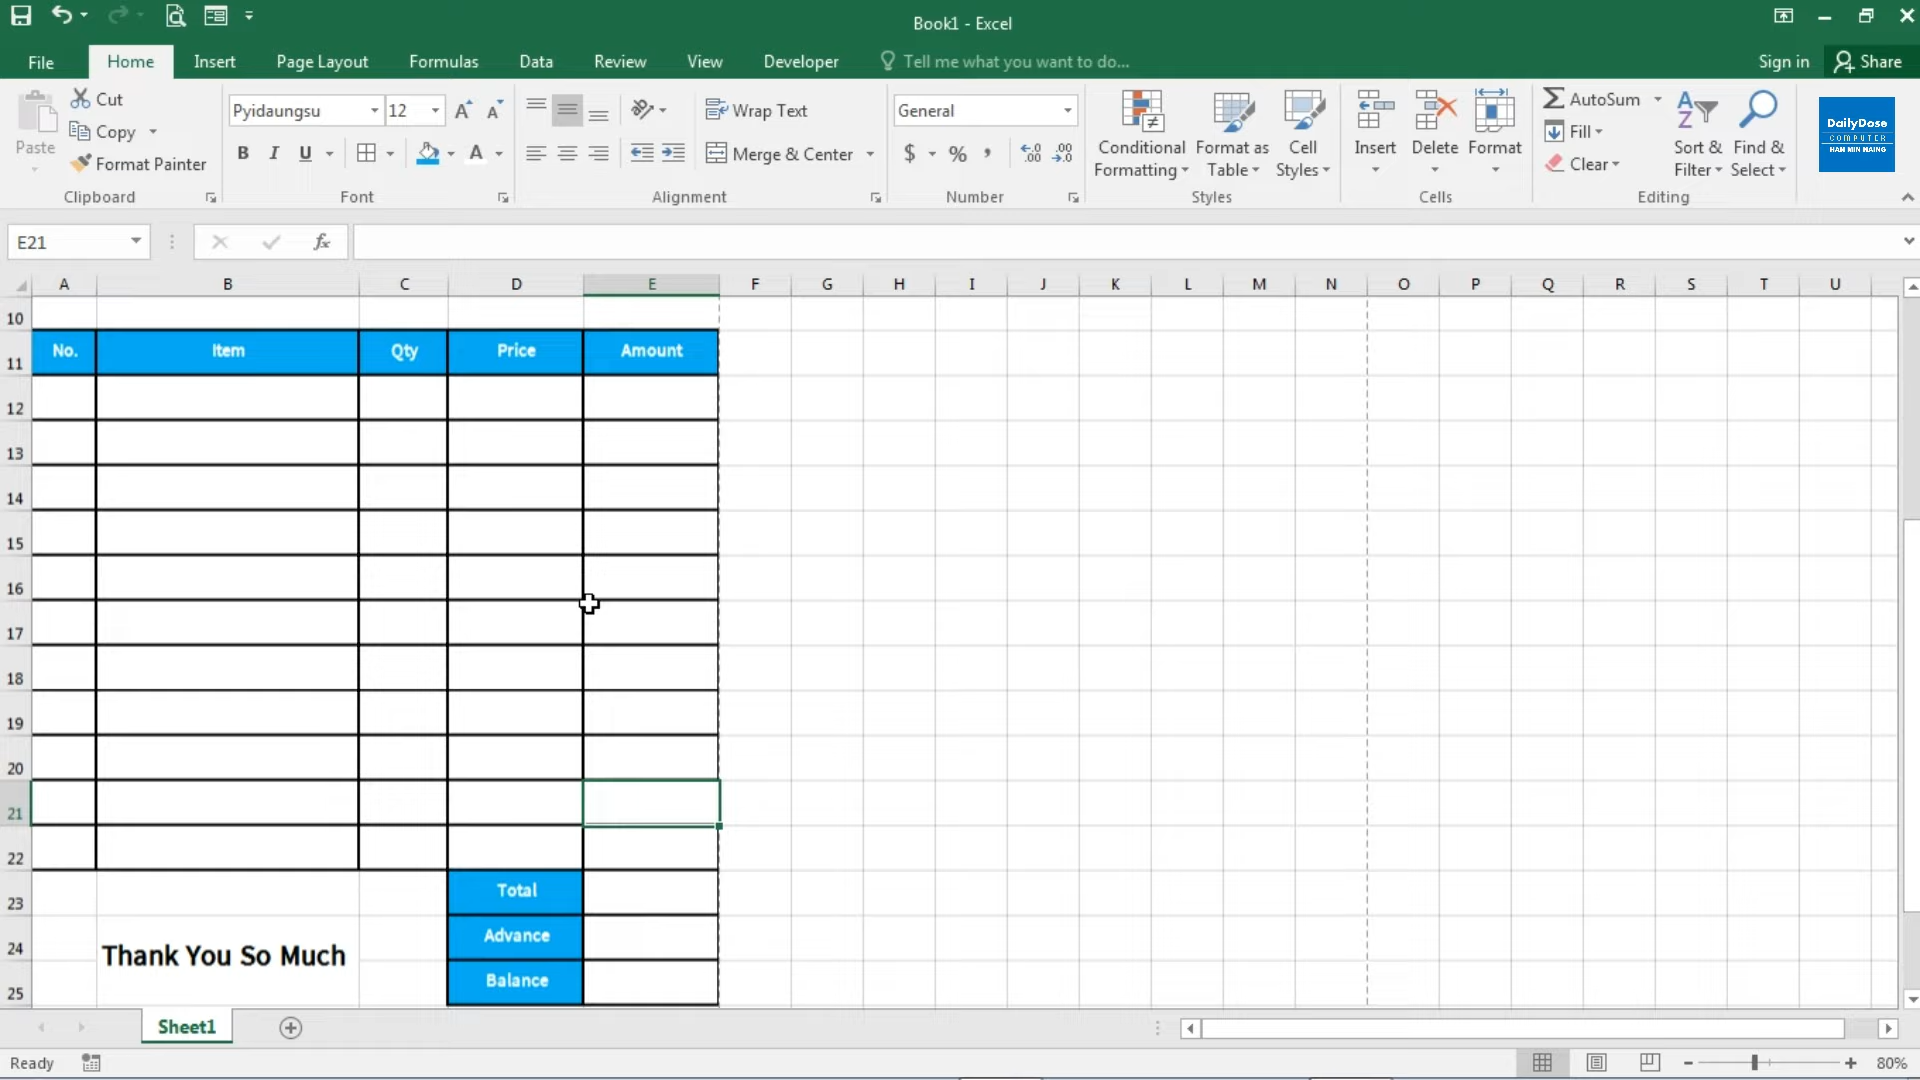 Book1 - Excel
File Home Insert Page Layout Formulas Data Review View Developer Tell me what you want to do... Sign in Share
Cut
Copy
Format Painter
Paste
Clipboard
Pyidaungsu 12
B I U
Font
Wrap Text
Merge & Center
Alignment
General
$ % ,
Number
Conditional Formatting
Format as Table
Cell Styles
Styles
Insert Delete Format
Cells
AutoSum
Fill
Clear
Sort & Filter
Find & Select
Editing
DailyDose
COMPUTER
HAN MIN NAING
E21 fx
A B C D E F G H I J K L M N O P Q R S T U
10
11 No. Item Qty Price Amount
12
13
14
15
16
17
18
19
20
21
22
23 Total
24 Thank You So Much Advance
25 Balance
Sheet1
Ready 80%